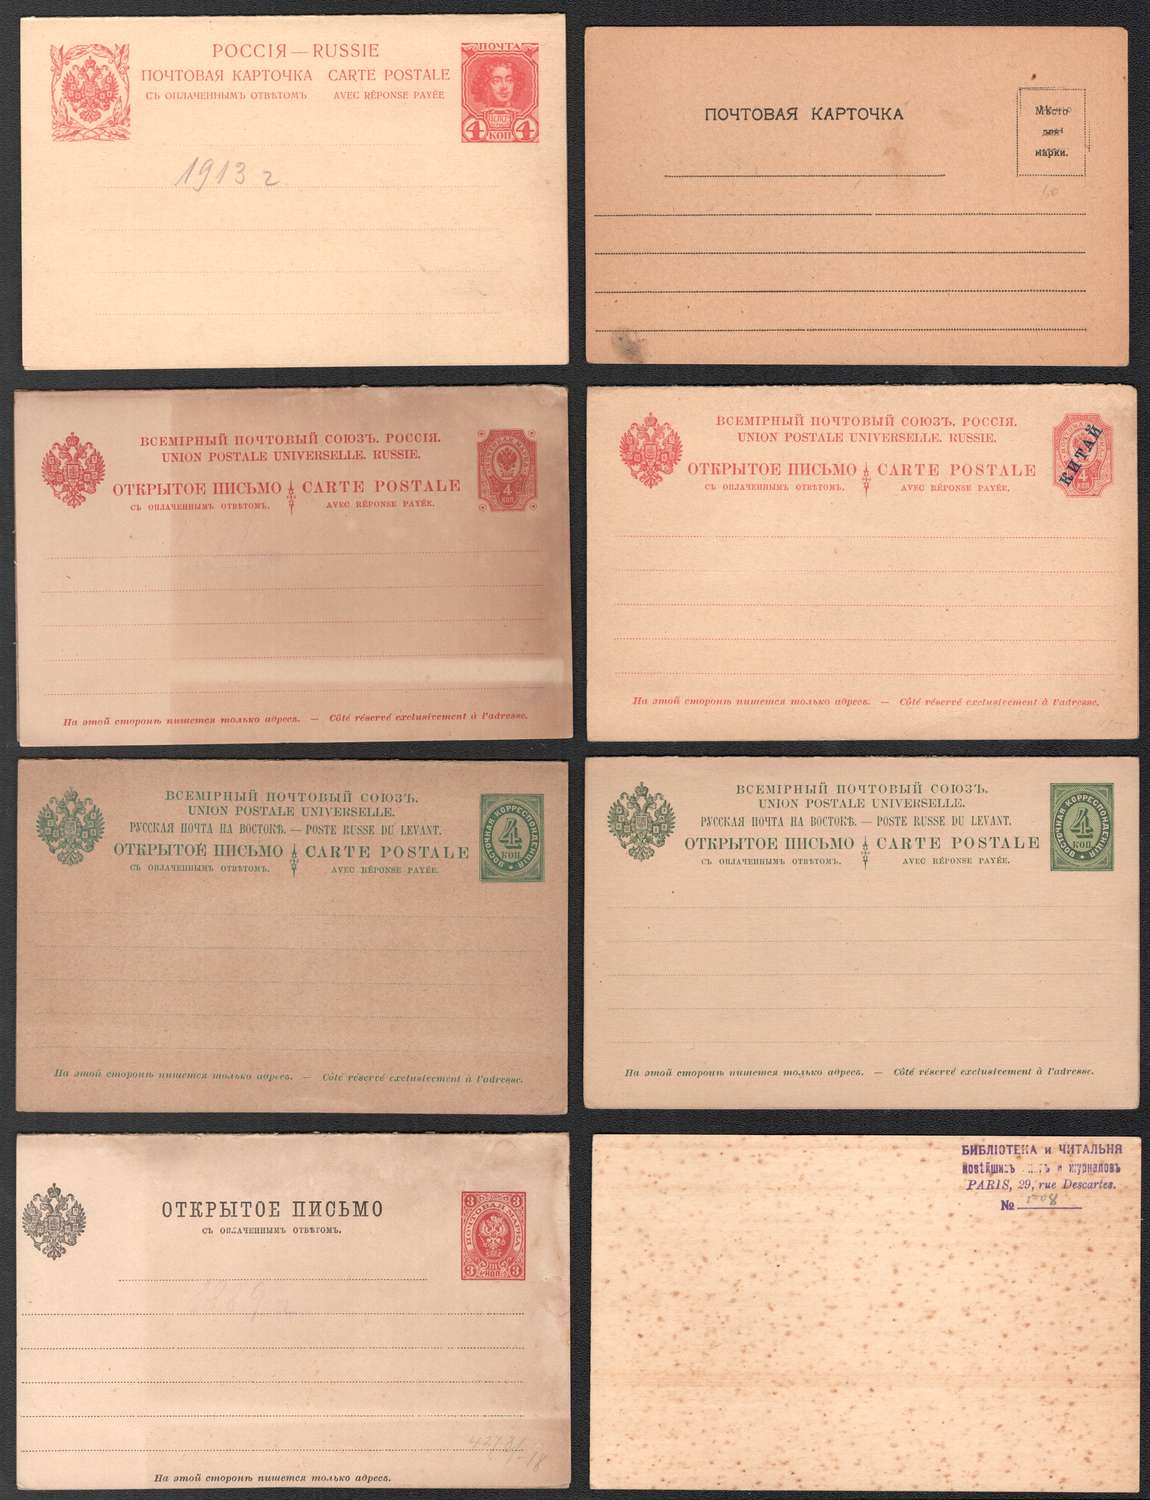 РОССІЯ — RUSSIE
ПОЧТОВАЯ КАРТОЧКА CARTE POSTALE
СЪ ОПЛАЧЕННЫМЪ ОТВѢТОМЪ AVEC RÉPONSE PAYÉE
ПОЧТА
4 КОП 4
1913 г
ПОЧТОВАЯ КАРТОЧКА
Мѣсто
для
марки.
ВСЕМІРНЫЙ ПОЧТОВЫЙ СОЮЗЪ. РОССІЯ.
UNION POSTALE UNIVERSELLE. RUSSIE.
ОТКРЫТОЕ ПИСЬМО CARTE POSTALE
СЪ ОПЛАЧЕННЫМЪ ОТВѢТОМЪ. AVEC RÉPONSE PAYÉE.
4
КОП
На этой сторонѣ пишется только адресъ. — Côté réservé exclusivement à l'adresse.
ВСЕМІРНЫЙ ПОЧТОВЫЙ СОЮЗЪ. РОССІЯ.
UNION POSTALE UNIVERSELLE. RUSSIE.
ОТКРЫТОЕ ПИСЬМО CARTE POSTALE
СЪ ОПЛАЧЕННЫМЪ ОТВѢТОМЪ. AVEC RÉPONSE PAYÉE.
КИТАЙ
4
КОП
На этой сторонѣ пишется только адресъ. — Côté réservé exclusivement à l'adresse.
ВСЕМІРНЫЙ ПОЧТОВЫЙ СОЮЗЪ.
UNION POSTALE UNIVERSELLE.
РУССКАЯ ПОЧТА НА ВОСТОКѢ. — POSTE RUSSE DU LEVANT.
ОТКРЫТОЕ ПИСЬМО CARTE POSTALE
СЪ ОПЛАЧЕННЫМЪ ОТВѢТОМЪ. AVEC RÉPONSE PAYÉE.
ВОСТОЧНАЯ КОРРЕСПОНДЕНЦІЯ
4
КОП.
На этой сторонѣ пишется только адресъ. — Côté réservé exclusivement à l'adresse.
ВСЕМІРНЫЙ ПОЧТОВЫЙ СОЮЗЪ.
UNION POSTALE UNIVERSELLE.
РУССКАЯ ПОЧТА НА ВОСТОКѢ. — POSTE RUSSE DU LEVANT.
ОТКРЫТОЕ ПИСЬМО CARTE POSTALE
СЪ ОПЛАЧЕННЫМЪ ОТВѢТОМЪ. AVEC RÉPONSE PAYÉE.
ВОСТОЧНАЯ КОРРЕСПОНДЕНЦІЯ
4
КОП.
На этой сторонѣ пишется только адресъ. — Côté réservé exclusivement à l'adresse.
ОТКРЫТОЕ ПИСЬМО
СЪ ОПЛАЧЕННЫМЪ ОТВѢТОМЪ.
3 3
ПОЧТОВАЯ МАРКА
3 КОП. 3
На этой сторонѣ пишется только адресъ.
БИБЛІОТЕКА и ЧИТАЛЬНЯ
новѣйшихъ и журналовъ
PARIS, 29, rue Descartes.
№